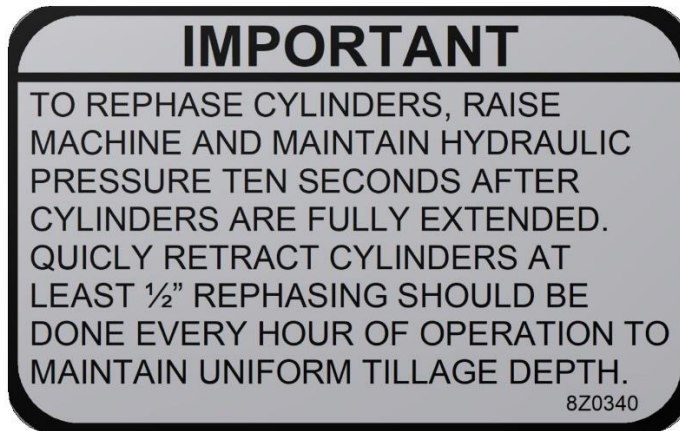 IMPORTANT
TO REPHASE CYLINDERS, RAISE
MACHINE AND MAINTAIN HYDRAULIC
PRESSURE TEN SECONDS AFTER
CYLINDERS ARE FULLY EXTENDED.
QUICLY RETRACT CYLINDERS AT
LEAST ½” REPHASING SHOULD BE
DONE EVERY HOUR OF OPERATION TO
MAINTAIN UNIFORM TILLAGE DEPTH.
8Z0340